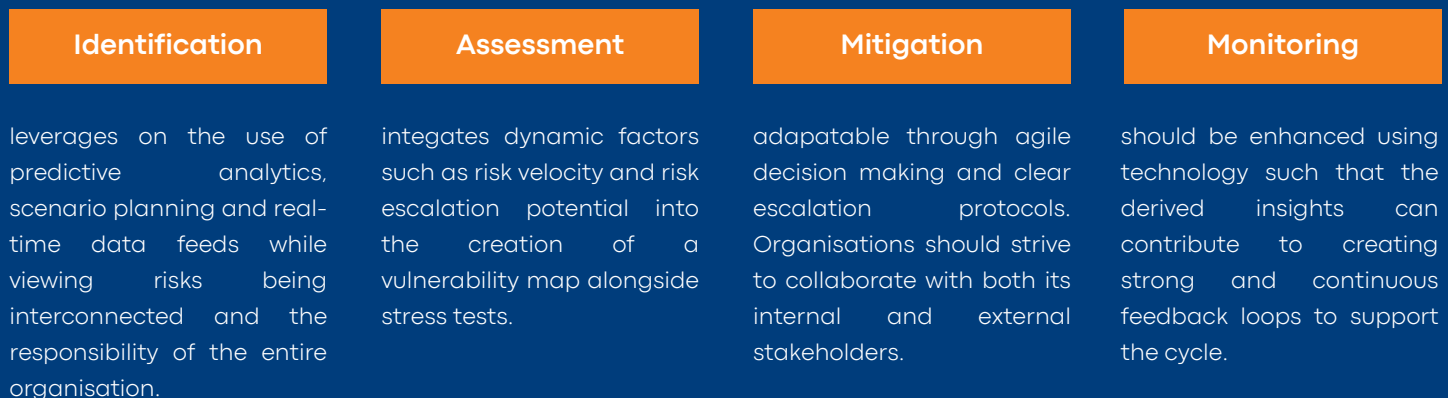 Identification
leverages on the use of
predictive analytics,
scenario planning and real-
time data feeds while
viewing risks being
interconnected and the
responsibility of the entire
organisation.
Assessment
integates dynamic factors
such as risk velocity and risk
escalation potential into
the creation of a
vulnerability map alongside
stress tests.
Mitigation
adapatable through agile
decision making and clear
escalation protocols.
Organisations should strive
to collaborate with both its
internal and external
stakeholders.
Monitoring
should be enhanced using
technology such that the
derived insights can
contribute to creating
strong and continuous
feedback loops to support
the cycle.